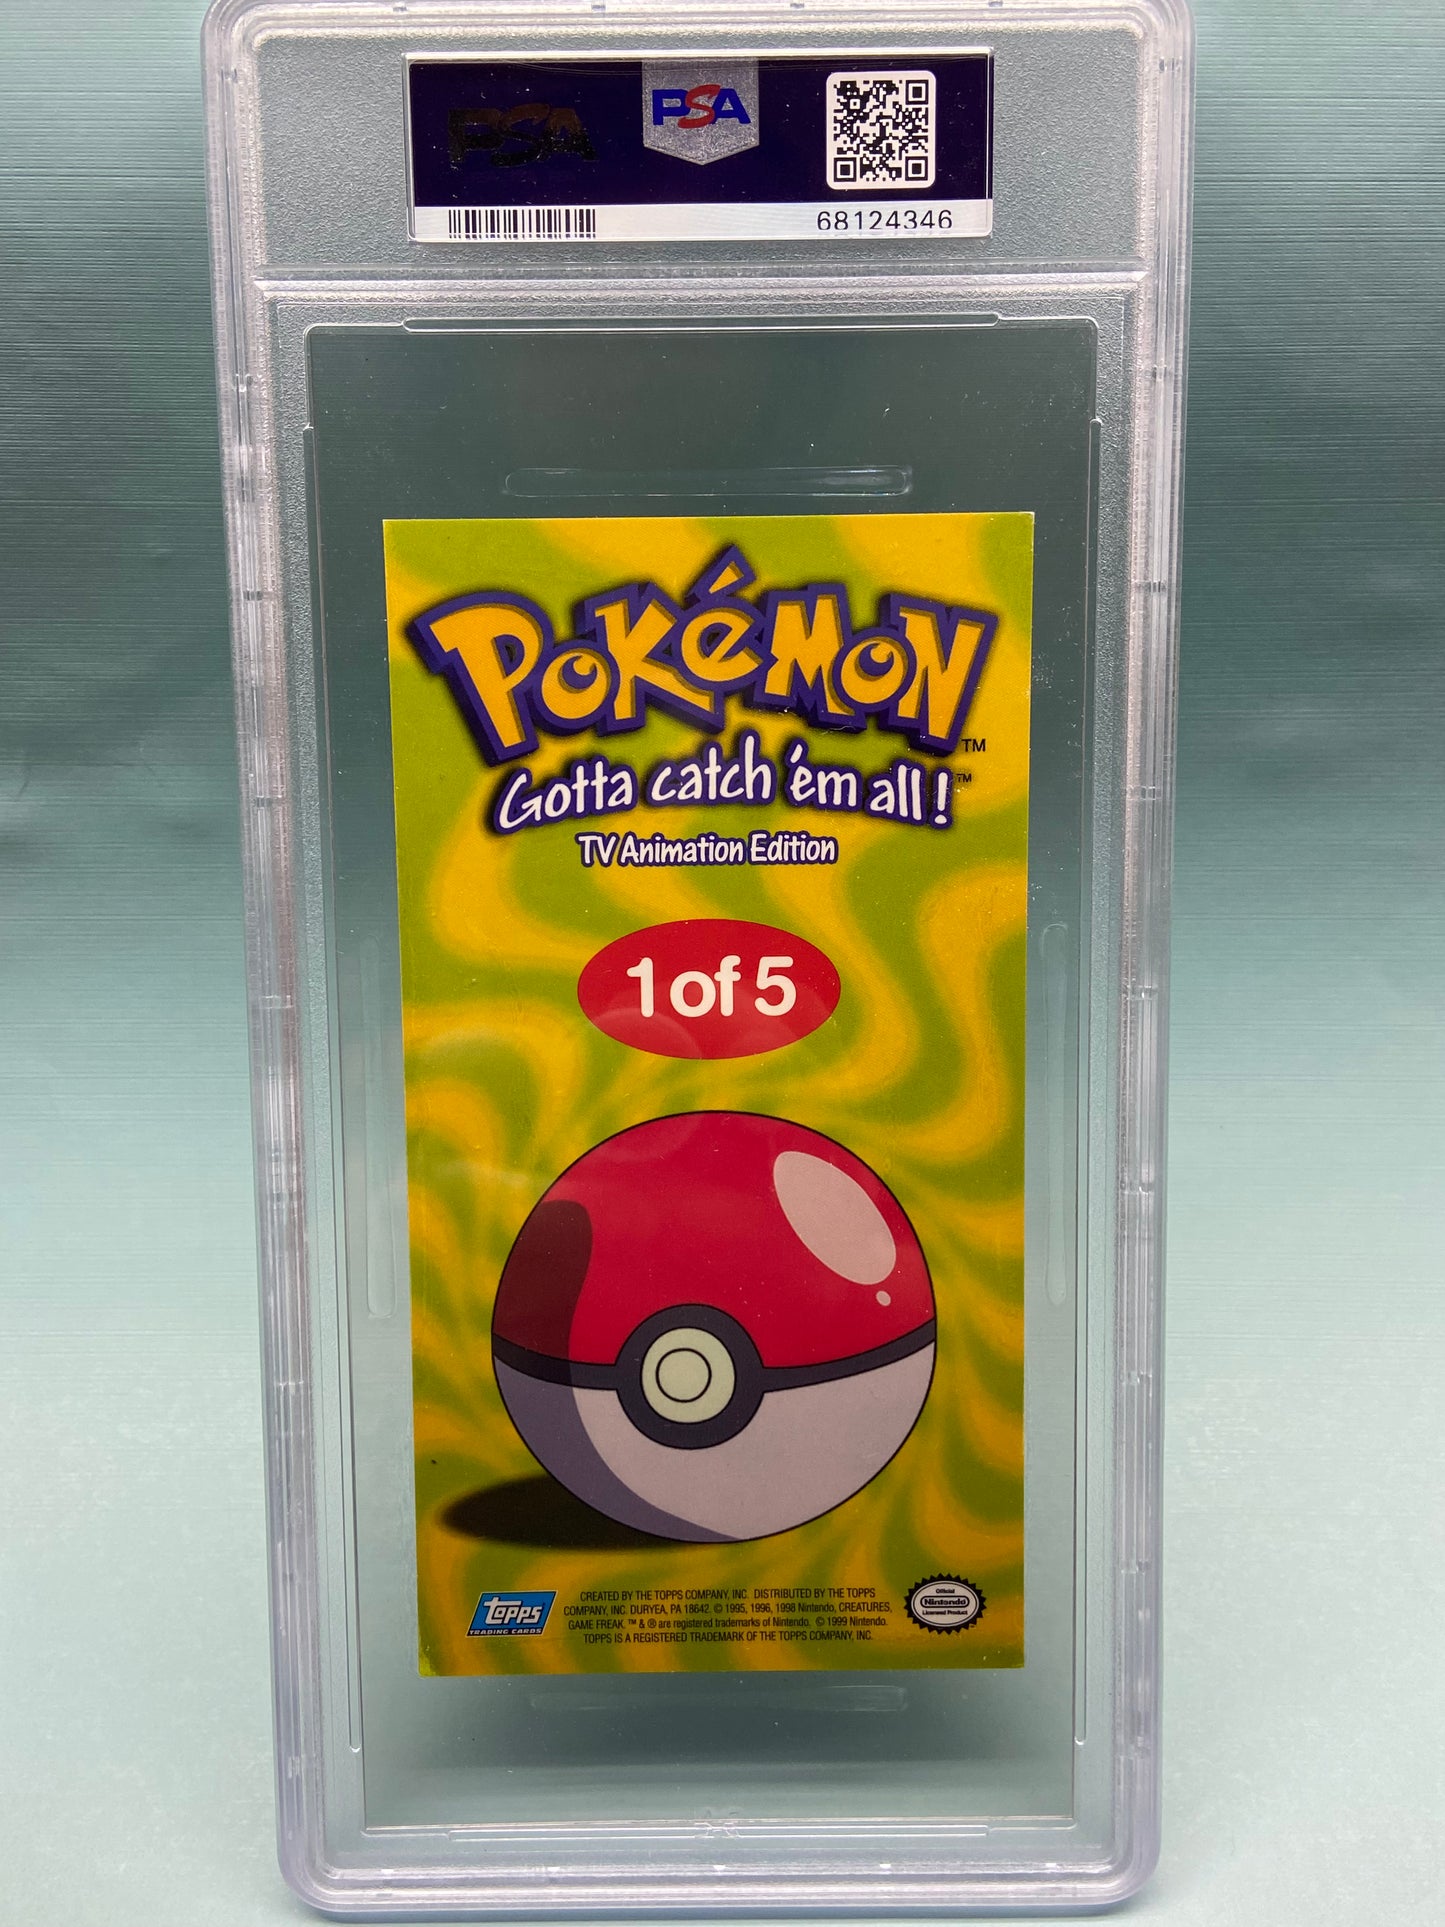 PSA
PSA
68124346
POKéMON
TM
Gotta catch 'em all!
TM
TV Animation Edition
1 of 5
TOPPS
TRADING CARDS
CREATED BY THE TOPPS COMPANY, INC. DISTRIBUTED BY THE TOPPS
COMPANY, INC. DURYEA, PA 18642. © 1995, 1996, 1998 Nintendo, CREATURES,
GAME FREAK. ™ & ® are registered trademarks of Nintendo. © 1999 Nintendo.
TOPPS IS A REGISTERED TRADEMARK OF THE TOPPS COMPANY, INC.
Official
Nintendo
Licensed Product